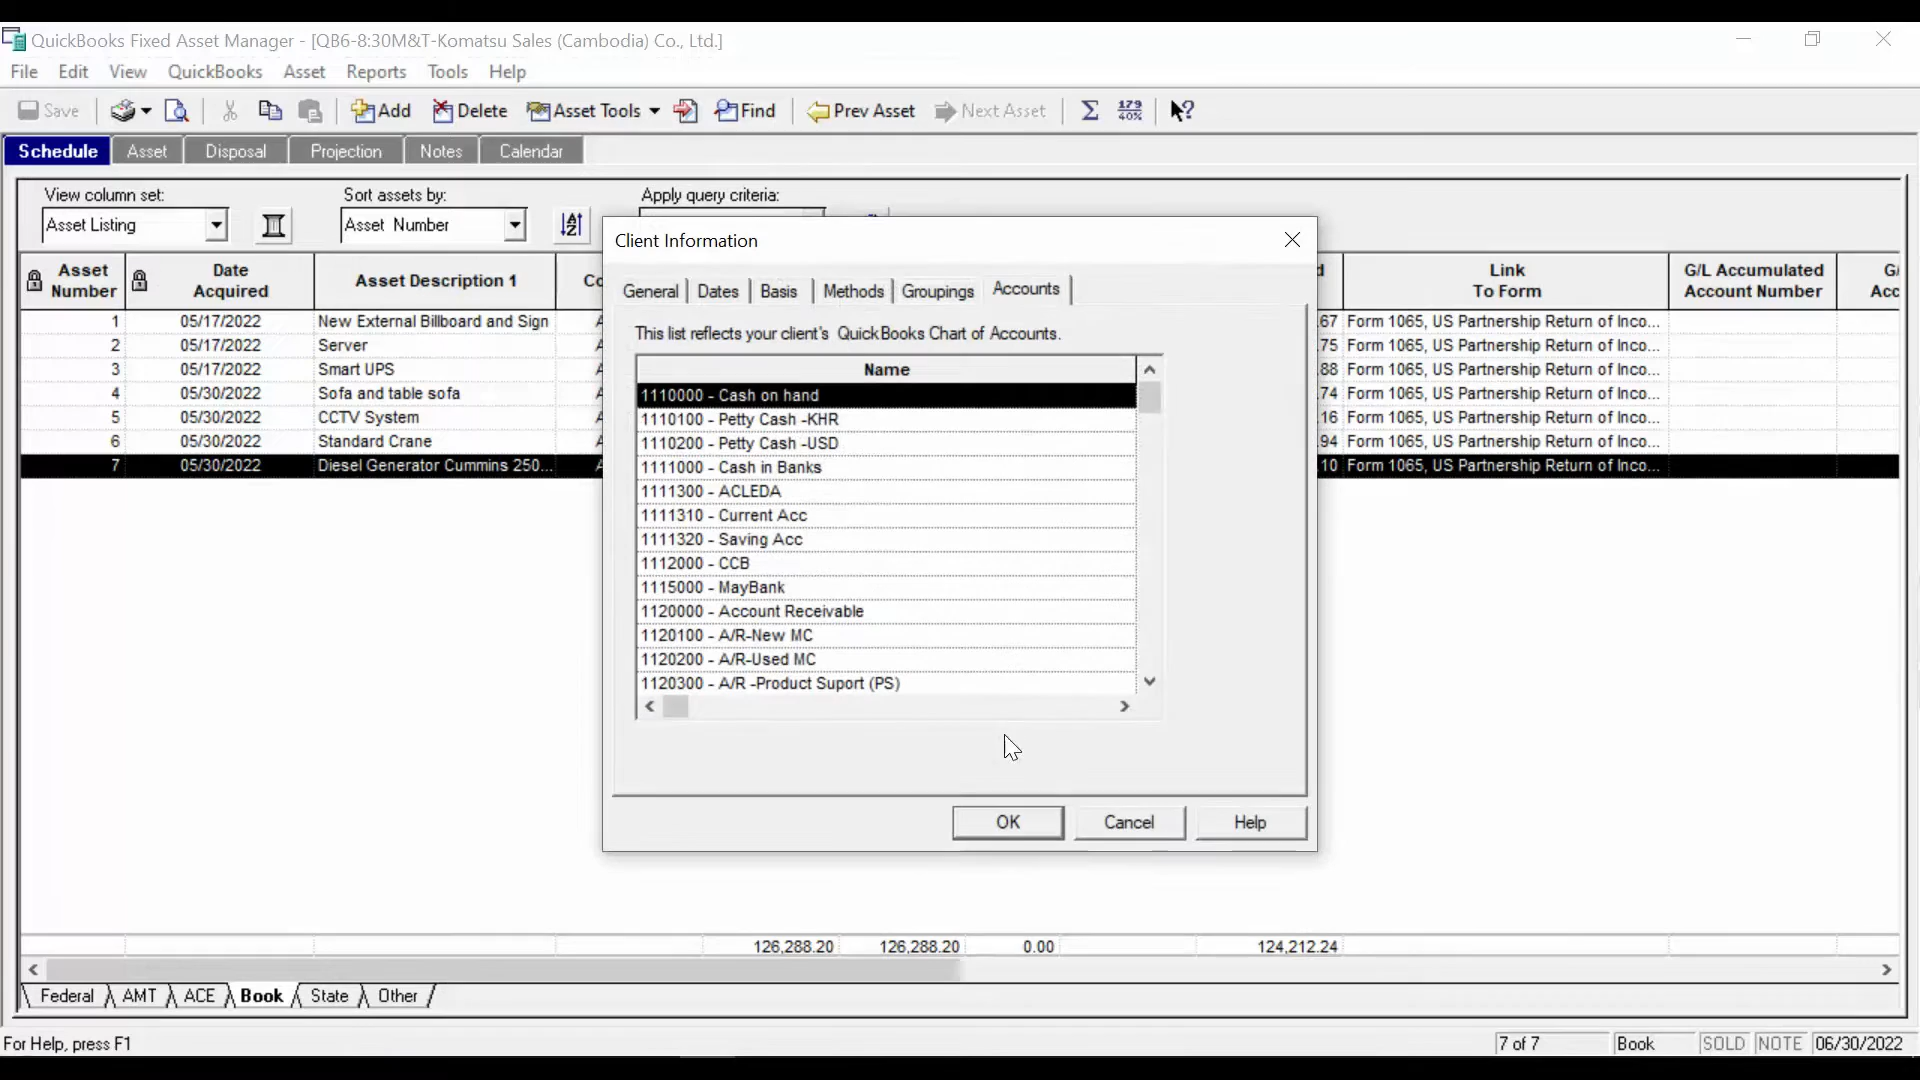 QuickBooks Fixed Asset Manager - [QB6-8:30M&T-Komatsu Sales (Cambodia) Co., Ltd.]
File Edit View QuickBooks Asset Reports Tools Help
Save Add Delete Asset Tools Find Prev Asset Next Asset Σ 179 40% ?
Schedule Asset Disposal Projection Notes Calendar
View column set: Sort assets by: Apply query criteria:
Asset Listing Asset Number
Asset Number Date Acquired Asset Description 1 Co d Link To Form G/L Accumulated Account Number G/ Acc
1 05/17/2022 New External Billboard and Sign A .67 Form 1065, US Partnership Return of Inco...
2 05/17/2022 Server A .75 Form 1065, US Partnership Return of Inco...
3 05/17/2022 Smart UPS A .88 Form 1065, US Partnership Return of Inco...
4 05/30/2022 Sofa and table sofa A .74 Form 1065, US Partnership Return of Inco...
5 05/30/2022 CCTV System A .16 Form 1065, US Partnership Return of Inco...
6 05/30/2022 Standard Crane A .94 Form 1065, US Partnership Return of Inco...
7 05/30/2022 Diesel Generator Cummins 250... A .10 Form 1065, US Partnership Return of Inco...
Client Information
General Dates Basis Methods Groupings Accounts
This list reflects your client's QuickBooks Chart of Accounts.
Name
1110000 - Cash on hand
1110100 - Petty Cash -KHR
1110200 - Petty Cash -USD
1111000 - Cash in Banks
1111300 - ACLEDA
1111310 - Current Acc
1111320 - Saving Acc
1112000 - CCB
1115000 - MayBank
1120000 - Account Receivable
1120100 - A/R-New MC
1120200 - A/R-Used MC
1120300 - A/R -Product Suport (PS)
OK Cancel Help
126,288.20 126,288.20 0.00 124,212.24
Federal AMT ACE Book State Other
For Help, press F1 7 of 7 Book SOLD NOTE 06/30/2022